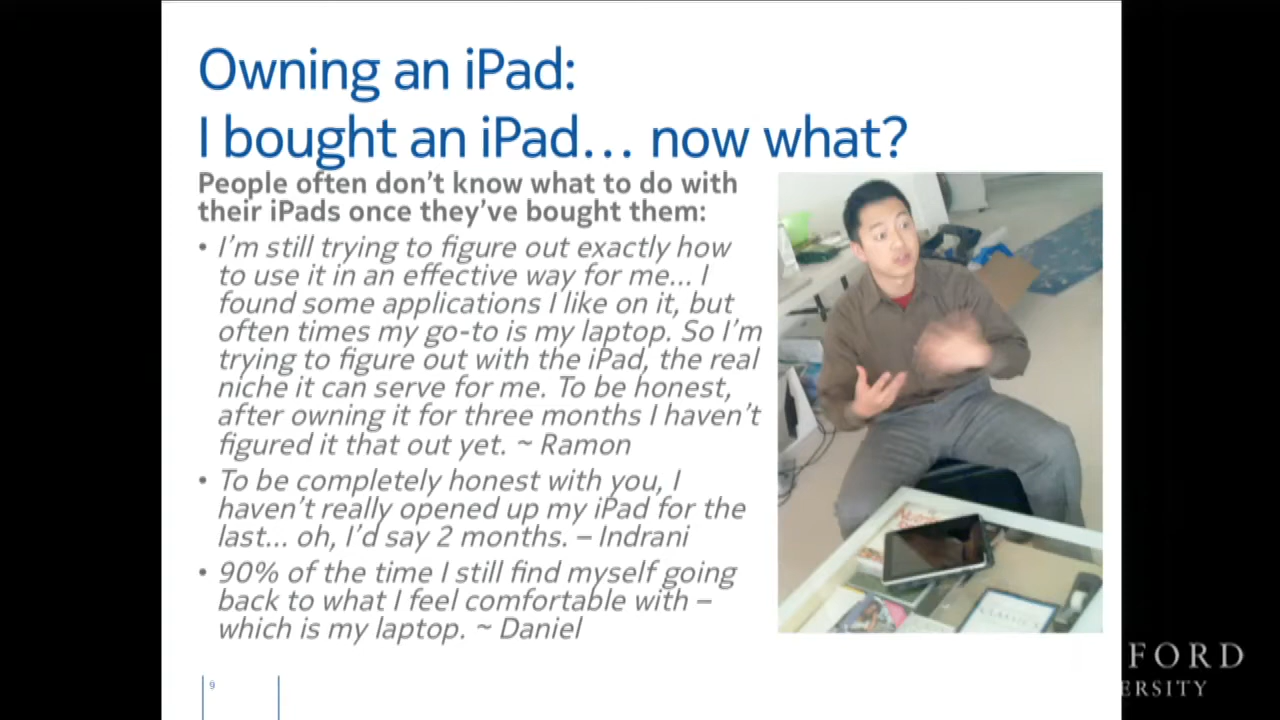 Owning an iPad:
I bought an iPad... now what?
People often don't know what to do with
their iPads once they've bought them:
• I'm still trying to figure out exactly how
to use it in an effective way for me... I
found some applications I like on it, but
often times my go-to is my laptop. So I'm
trying to figure out with the iPad, the real
niche it can serve for me. To be honest,
after owning it for three months I haven't
figured it that out yet. ~ Ramon
• To be completely honest with you, I
haven't really opened up my iPad for the
last... oh, I'd say 2 months. – Indrani
• 90% of the time I still find myself going
back to what I feel comfortable with –
which is my laptop. ~ Daniel
9
FORD
ERSITY